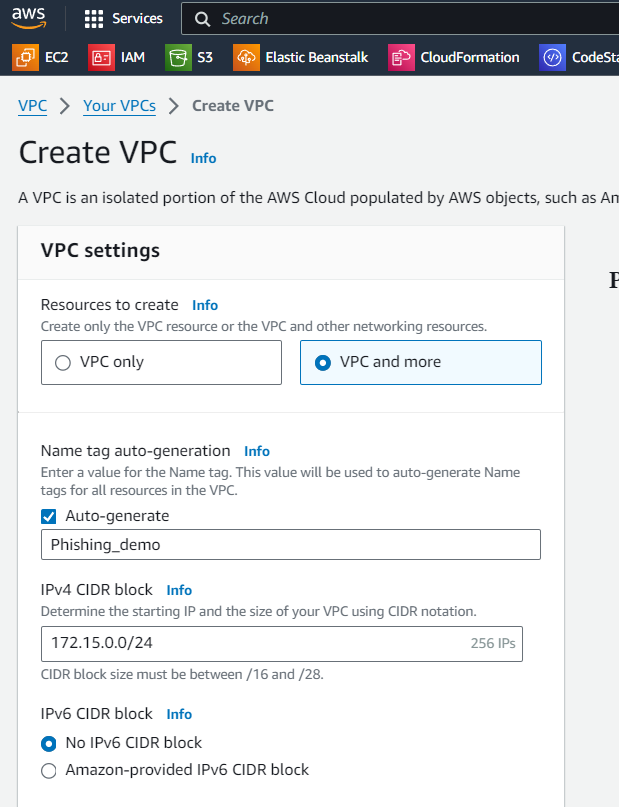 aws Services Search
EC2 IAM S3 Elastic Beanstalk CloudFormation
VPC > Your VPCs > Create VPC
Create VPC Info
A VPC is an isolated portion of the AWS Cloud populated by AWS objects, such as
VPC settings
Resources to create Info
Create only the VPC resource or the VPC and other networking resources.
VPC only VPC and more
Name tag auto-generation Info
Enter a value for the Name tag. This value will be used to auto-generate Name
tags for all resources in the VPC.
Auto-generate
Phishing_demo
IPv4 CIDR block Info
Determine the starting IP and the size of your VPC using CIDR notation.
172.15.0.0/24 256 IPs
CIDR block size must be between /16 and /28.
IPv6 CIDR block Info
No IPv6 CIDR block
Amazon-provided IPv6 CIDR block